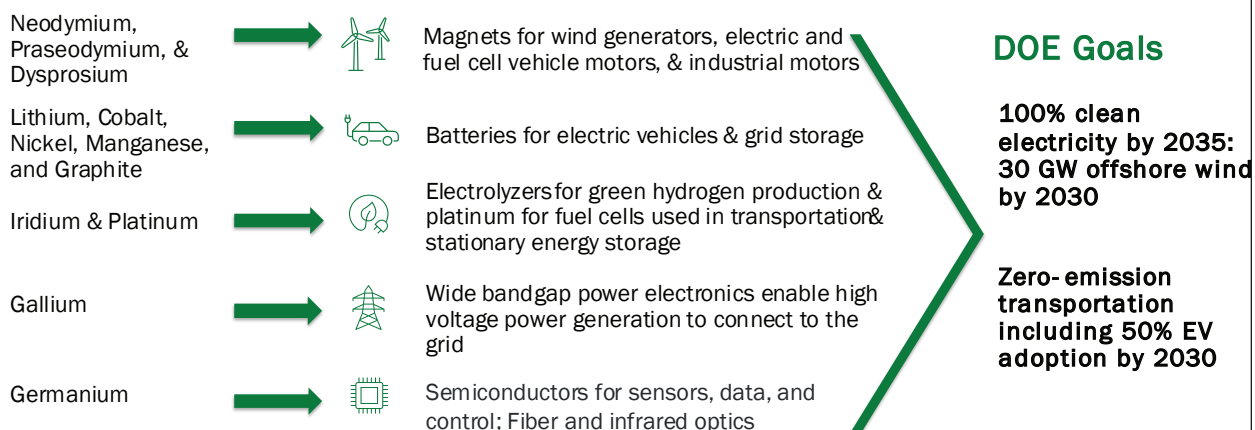 Neodymium,
Praseodymium, &
Dysprosium
Magnets for wind generators, electric and
fuel cell vehicle motors, & industrial motors
Lithium, Cobalt,
Nickel, Manganese,
and Graphite
Batteries for electric vehicles & grid storage
Iridium & Platinum
Electrolyzers for green hydrogen production &
platinum for fuel cells used in transportation&
stationary energy storage
Gallium
Wide bandgap power electronics enable high
voltage power generation to connect to the
grid
Germanium
Semiconductors for sensors, data, and
control; Fiber and infrared optics
DOE Goals
100% clean
electricity by 2035:
30 GW offshore wind
by 2030
Zero-emission
transportation
including 50% EV
adoption by 2030